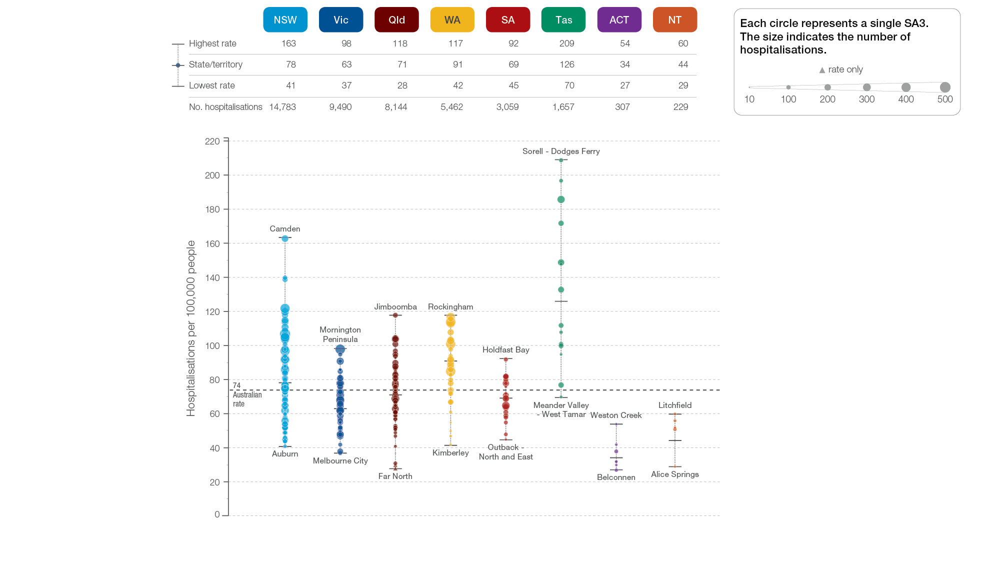 NSW Vic Qld WA SA Tas ACT NT
Highest rate 163 98 118 117 92 209 54 60
State/territory 78 63 71 91 69 126 34 44
Lowest rate 41 37 28 42 45 70 27 29
No. hospitalisations 14,783 9,490 8,144 5,462 3,059 1,657 307 229
Each circle represents a single SA3.
The size indicates the number of
hospitalisations.
▲ rate only
10 100 200 300 400 500
Hospitalisations per 100,000 people
220
200
180
160
140
120
100
80
60
40
20
0
74
Australian
rate
Camden
Auburn
Mornington
Peninsula
Melbourne City
Jimboomba
Far North
Rockingham
Kimberley
Holdfast Bay
Outback -
North and East
Sorell - Dodges Ferry
Meander Valley
- West Tamar
Weston Creek
Belconnen
Litchfield
Alice Springs